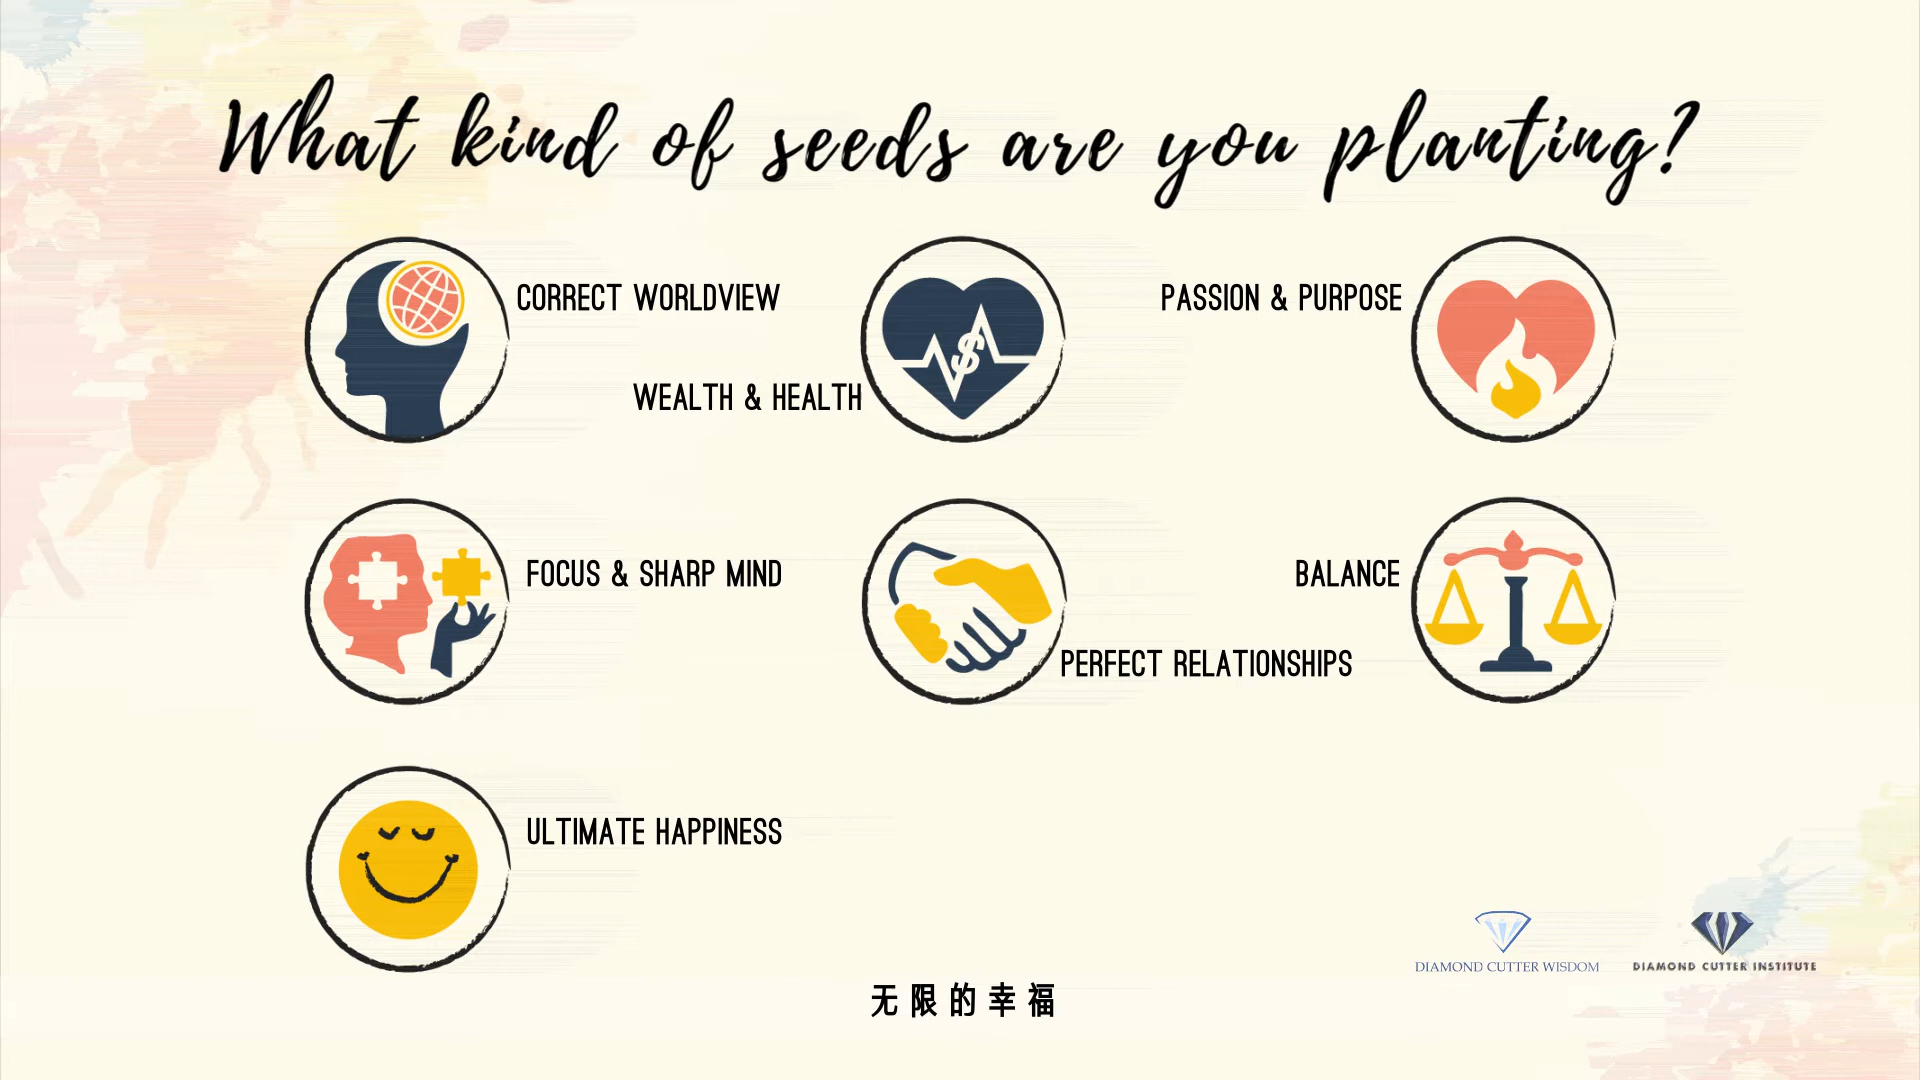 What kind of seeds are you planting?
CORRECT WORLDVIEW
WEALTH & HEALTH
$
PASSION & PURPOSE
FOCUS & SHARP MIND
PERFECT RELATIONSHIPS
BALANCE
ULTIMATE HAPPINESS
DIAMOND CUTTER WISDOM
DIAMOND CUTTER INSTITUTE
无限的幸福